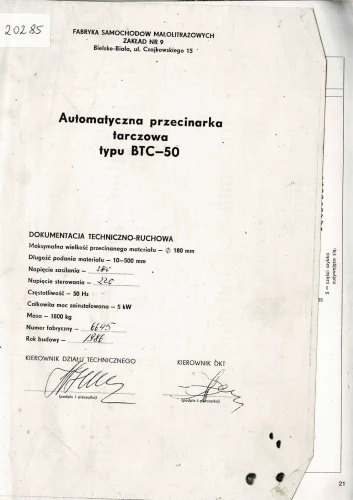 20285
FABRYKA SAMOCHODÓW MAŁOLITRAŻOWYCH
ZAKŁAD NR 9
Bielsko-Biała, ul. Czajkowskiego 15
Automatyczna przecinarka
tarczowa
typu BTC—50
DOKUMENTACJA TECHNICZNO-RUCHOWA
Maksymalna wielkość przecinanego materiału — ϕ 180 mm
Długość podania materiału — 10—500 mm
Napięcie zasilania — 380
Napięcie sterowania — 220
Częstotliwość — 50 Hz
Całkowita moc zainstalowana — 5 kW
Masa — 1800 kg
Numer fabryczny — 6645
Rok budowy — 1986
KIEROWNIK DZIAŁU TECHNICZNEGO
KIEROWNIK DKT
(podpis i pieczątka)
(podpis i pieczątka)
21